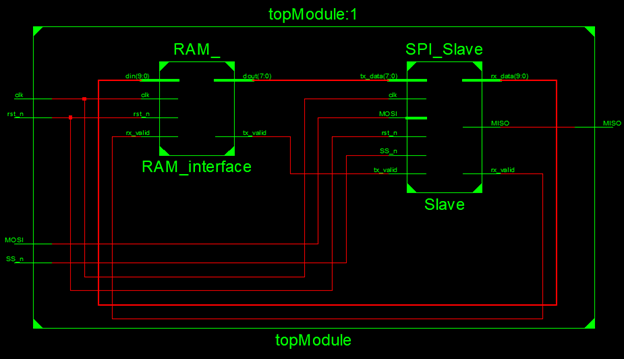 topModule:1
RAM_
SPI_Slave
din(9:0)
dout(7:0)
tx_data(7:0)
rx_data(9:0)
clk
clk
clk
rst_n
rst_n
MOSI
MISO
MISO
rx_valid
tx_valid
rst_n
SS_n
RAM_interface
tx_valid
rx_valid
Slave
MOSI
SS_n
topModule